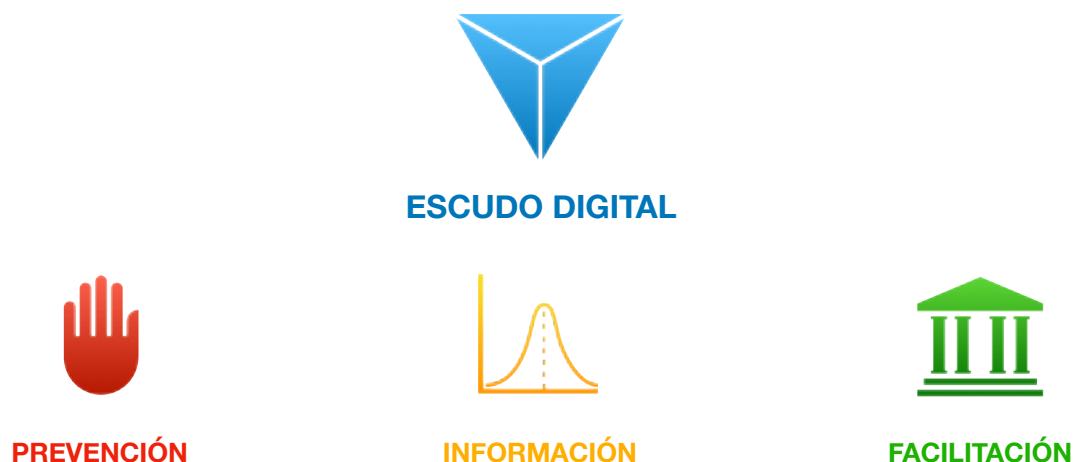 ESCUDO DIGITAL
PREVENCIÓN
INFORMACIÓN
FACILITACIÓN